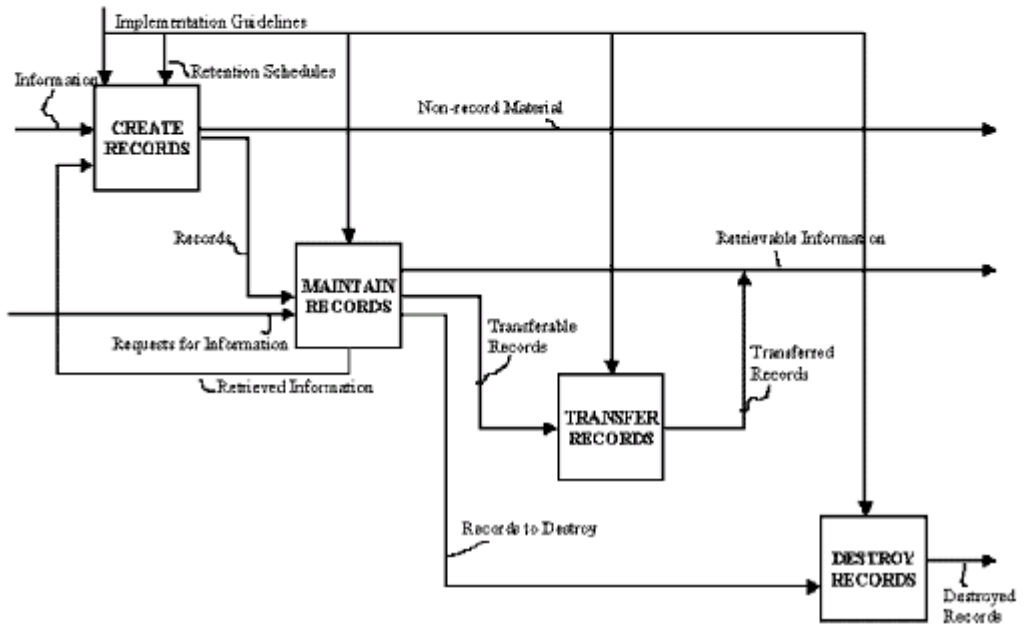 Implementation Guidelines
Retention Schedules
Information
Non-record Material
CREATE
RECORDS
Records
Retrievable Information
MAINTAIN
RECORDS
Requests for Information
Transferable
Records
Transferred
Records
Retrieved Information
TRANSFER
RECORDS
Records to Destroy
DESTROY
RECORDS
Destroyed
Records